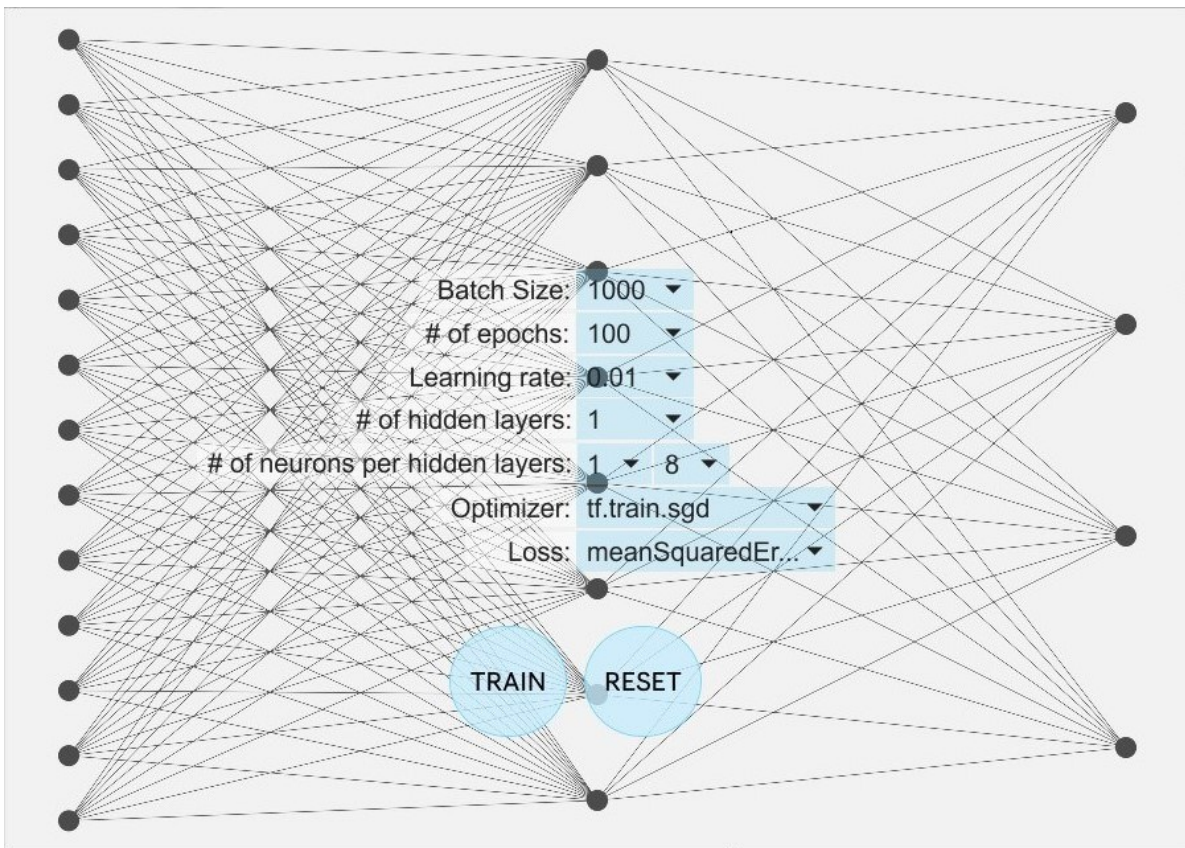 Batch Size: 1000
# of epochs: 100
Learning rate: 0.01
# of hidden layers: 1
# of neurons per hidden layers: 1 8
Optimizer: tf.train.sgd
Loss: meanSquaredEr...
TRAIN RESET